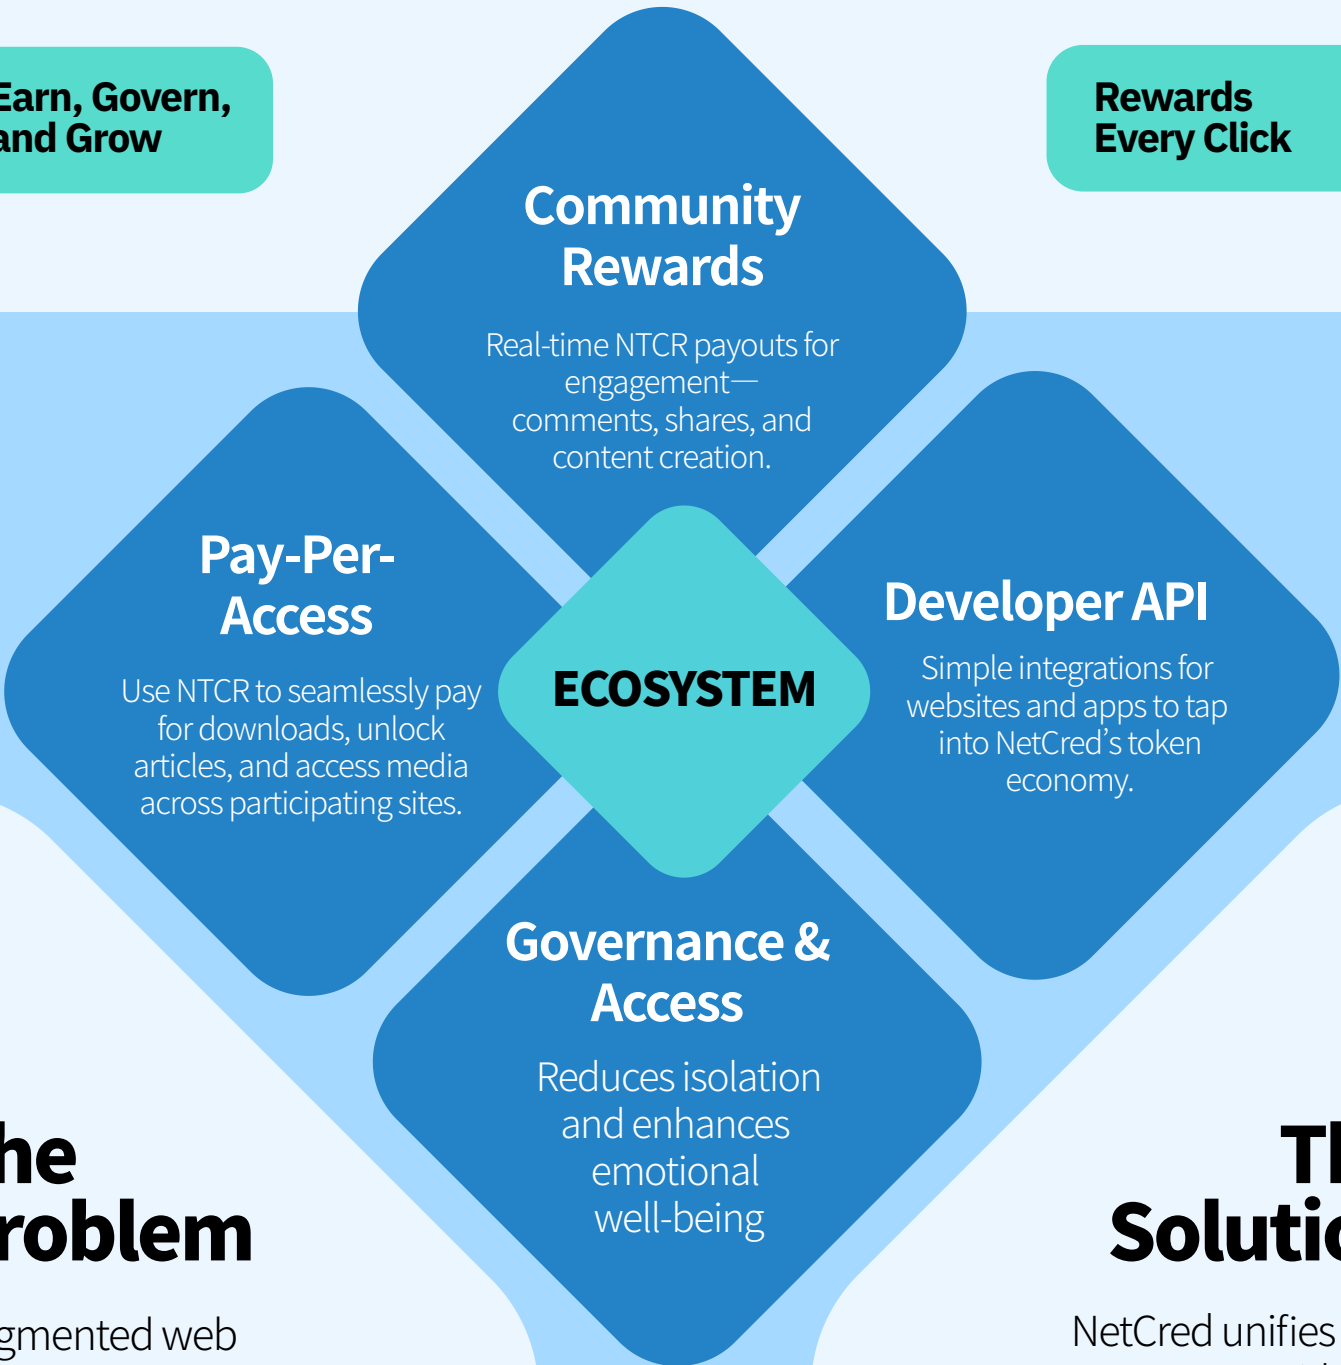 Earn, Govern,
and Grow
Rewards
Every Click
Community
Rewards
Real-time NTCR payouts for
engagement—
comments, shares, and
content creation.
Pay-Per-
Access
Use NTCR to seamlessly pay
for downloads, unlock
articles, and access media
across participating sites.
ECOSYSTEM
Developer API
Simple integrations for
websites and apps to tap
into NetCred’s token
economy.
Governance &
Access
Reduces isolation
and enhances
emotional
well-being
he
roblem
gmented web
Th
Solutio
NetCred unifies